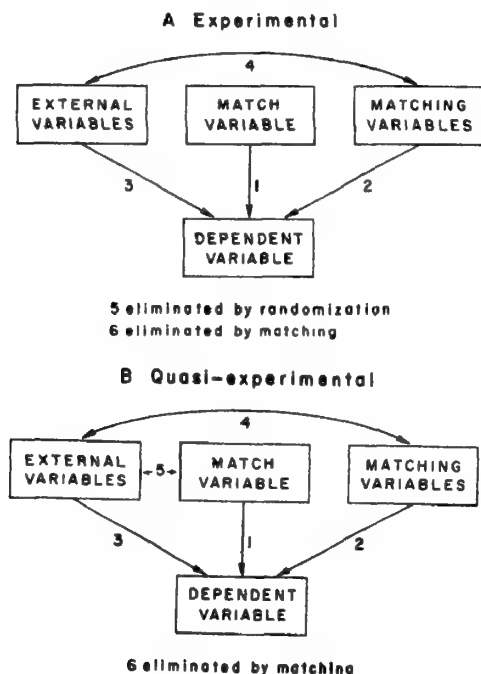 A Experimental
4
EXTERNAL MATCH MATCHING
VARIABLES VARIABLE VARIABLES
3 1 2
DEPENDENT
VARIABLE
5 eliminated by randomization
6 eliminated by matching
B Quasi-experimental
4
EXTERNAL 5 MATCH MATCHING
VARIABLES VARIABLE VARIABLES
3 1 2
DEPENDENT
VARIABLE
6 eliminated by matching